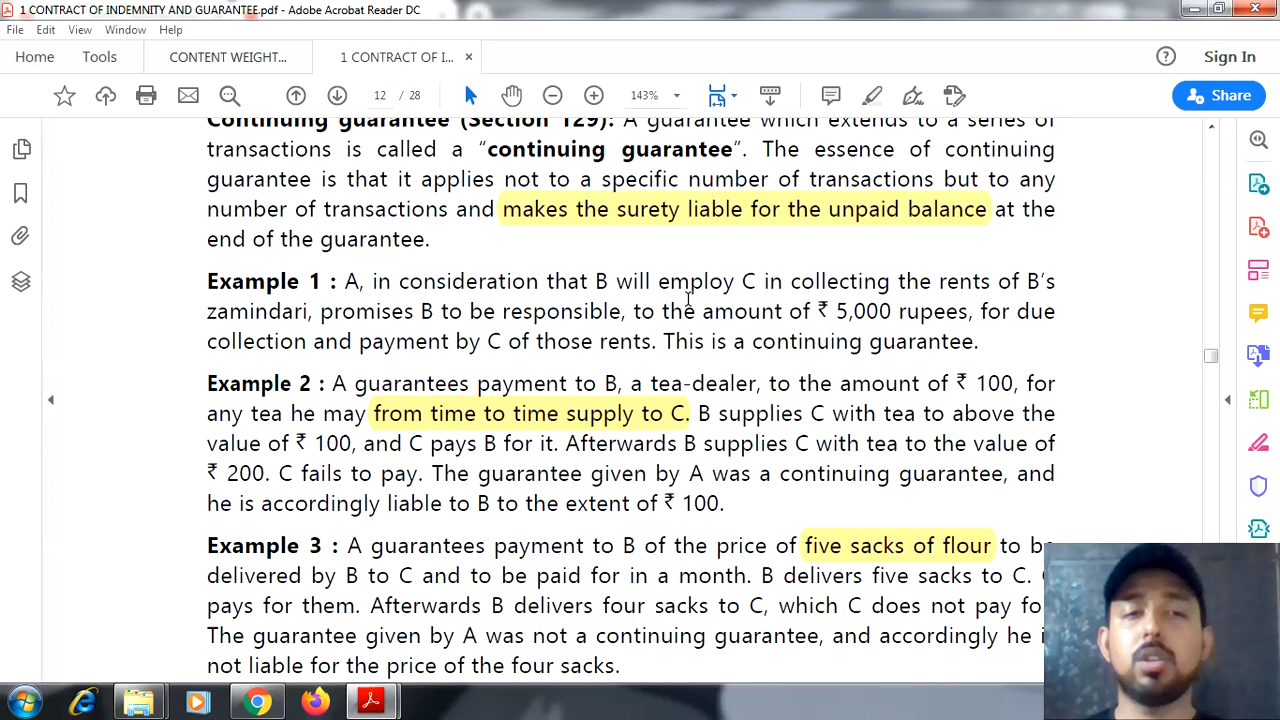 1 CONTRACT OF INDEMNITY AND GUARANTEE.pdf - Adobe Acrobat Reader DC
File Edit View Window Help
Home Tools CONTENT WEIGHT... 1 CONTRACT OF I... × Sign In
12 / 28 143% Share
Continuing guarantee (Section 129): A guarantee which extends to a series of
transactions is called a “continuing guarantee”. The essence of continuing
guarantee is that it applies not to a specific number of transactions but to any
number of transactions and makes the surety liable for the unpaid balance at the
end of the guarantee.
Example 1 : A, in consideration that B will employ C in collecting the rents of B’s
zamindari, promises B to be responsible, to the amount of ₹ 5,000 rupees, for due
collection and payment by C of those rents. This is a continuing guarantee.
Example 2 : A guarantees payment to B, a tea-dealer, to the amount of ₹ 100, for
any tea he may from time to time supply to C. B supplies C with tea to above the
value of ₹ 100, and C pays B for it. Afterwards B supplies C with tea to the value of
₹ 200. C fails to pay. The guarantee given by A was a continuing guarantee, and
he is accordingly liable to B to the extent of ₹ 100.
Example 3 : A guarantees payment to B of the price of five sacks of flour to be
delivered by B to C and to be paid for in a month. B delivers five sacks to C.
pays for them. Afterwards B delivers four sacks to C, which C does not pay
The guarantee given by A was not a continuing guarantee, and accordingly he
not liable for the price of the four sacks.